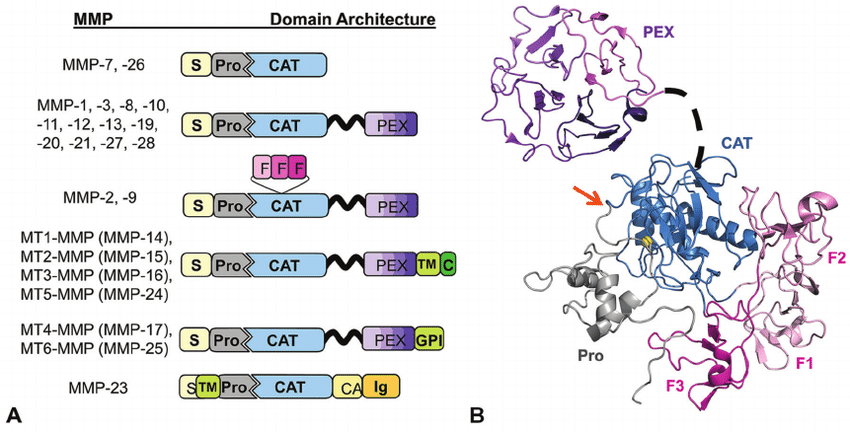 MMP Domain Architecture
MMP-7, -26
S Pro CAT
MMP-1, -3, -8, -10,
-11, -12, -13, -19,
-20, -21, -27, -28
S Pro CAT PEX
F F F
MMP-2, -9
S Pro CAT PEX
MT1-MMP (MMP-14),
MT2-MMP (MMP-15),
MT3-MMP (MMP-16),
MT5-MMP (MMP-24)
S Pro CAT PEX TM C
MT4-MMP (MMP-17),
MT6-MMP (MMP-25)
S Pro CAT PEX GPI
MMP-23
S TM Pro CAT CA Ig
A
PEX
CAT
F2
Pro
F1
F3
B